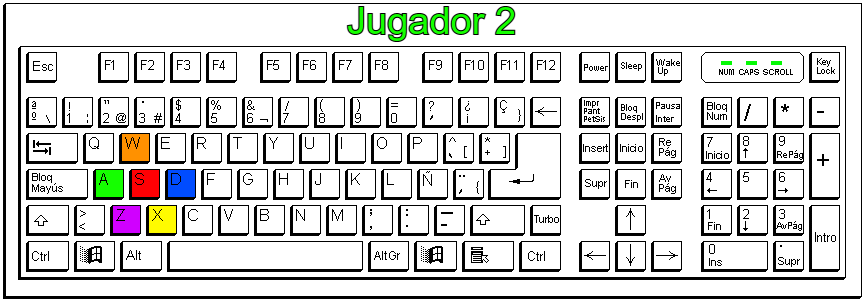 Jugador 2
Esc F1 F2 F3 F4 F5 F6 F7 F8 F9 F10 F11 F12 Power Sleep Wake Up NUM CAPS SCROLL Key Lock
ª º \ ! 1 ¦ " 2 @ · 3 # $ 4 % 5 & 6 ¬ / 7 ( 8 ) 9 = 0 ? ' ¿ ¡ Ç } ← Impr Pant PetSis Bloq Despl Pausa Inter Bloq Num / * -
Q W E R T Y U I O P ^ ` [ * + ] Insert Inicio Re Pág 7 Inicio 8 ↑ 9 RePág +
Bloq Mayús A S D F G H J K L Ñ ¨ ´ { Supr Fin Av Pág 4 ← 5 6 →
> < Z X C V B N M ; , : . _ - Turbo ↑ 1 Fin 2 ↓ 3 AvPág
Ctrl Alt AltGr Ctrl ← ↓ → 0 Ins . Supr Intro